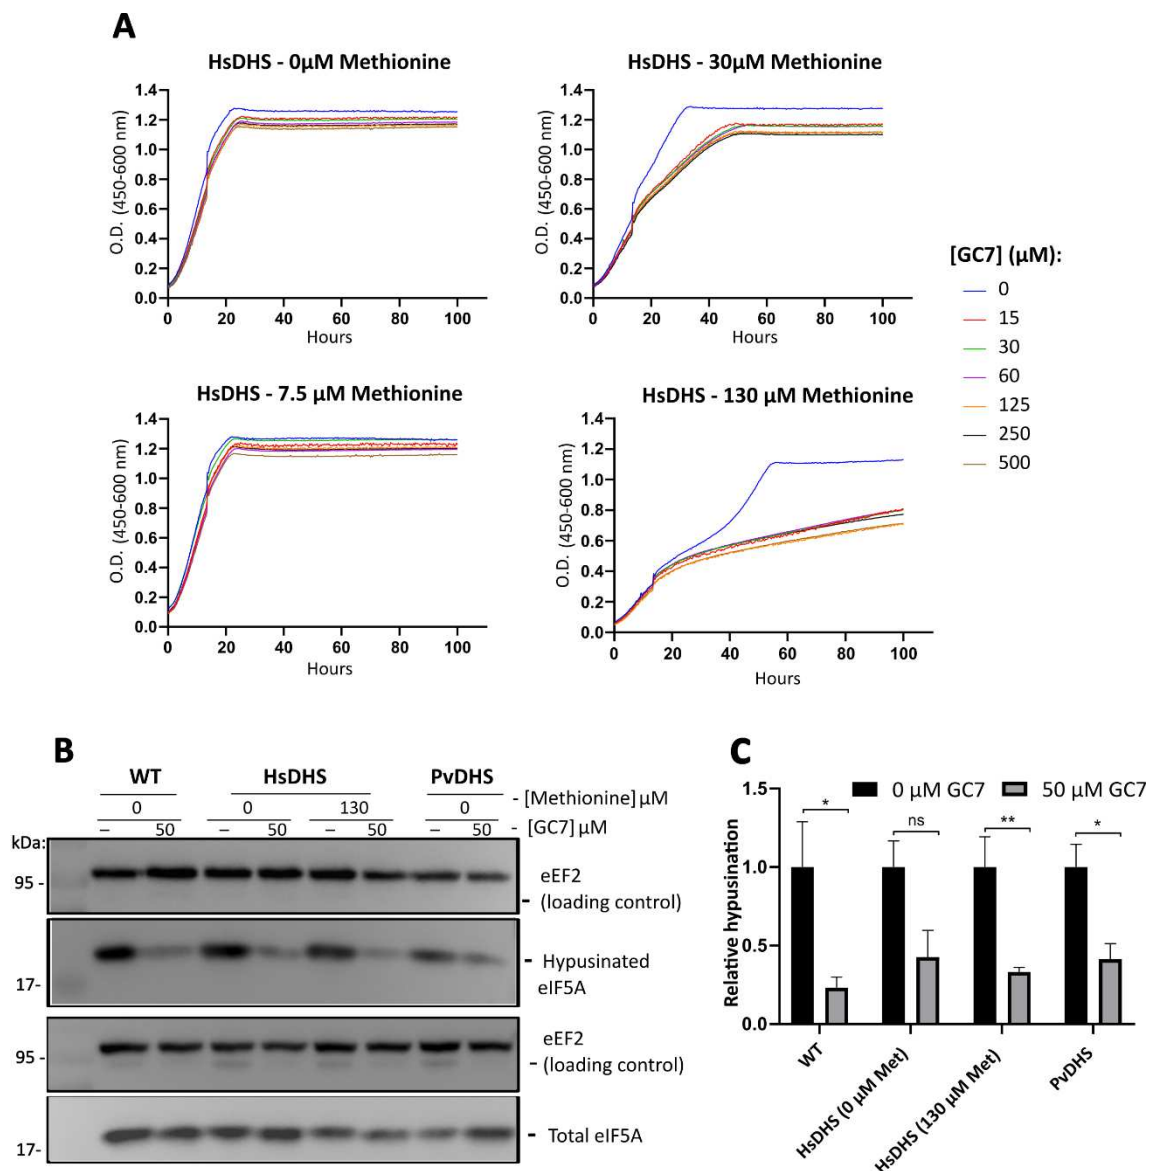 A
HsDHS - 0µM Methionine
O.D. (450-600 nm)
1.4
1.2
1.0
0.8
0.6
0.4
0.2
0.0
0 20 40 60 80 100
Hours
HsDHS - 30µM Methionine
O.D. (450-600 nm)
1.4
1.2
1.0
0.8
0.6
0.4
0.2
0.0
0 20 40 60 80 100
Hours
[GC7] (µM):
0
15
30
60
125
250
500
HsDHS - 7.5 µM Methionine
O.D. (450-600 nm)
1.4
1.2
1.0
0.8
0.6
0.4
0.2
0.0
0 20 40 60 80 100
Hours
HsDHS - 130 µM Methionine
O.D. (450-600 nm)
1.4
1.2
1.0
0.8
0.6
0.4
0.2
0.0
0 20 40 60 80 100
Hours
B
WT HsDHS PvDHS
0 0 130 0 - [Methionine] µM
– 50 – 50 – 50 – 50 - [GC7] µM
kDa:
95 -
eEF2
- (loading control)
- Hypusinated
eIF5A
17-
eEF2
95 -
- (loading control)
- Total eIF5A
17-
C
0 µM GC7 50 µM GC7
Relative hypusination
1.5
1.0
0.5
0.0
* ns ** *
WT
HsDHS (0 µM Met)
HsDHS (130 µM Met)
PvDHS